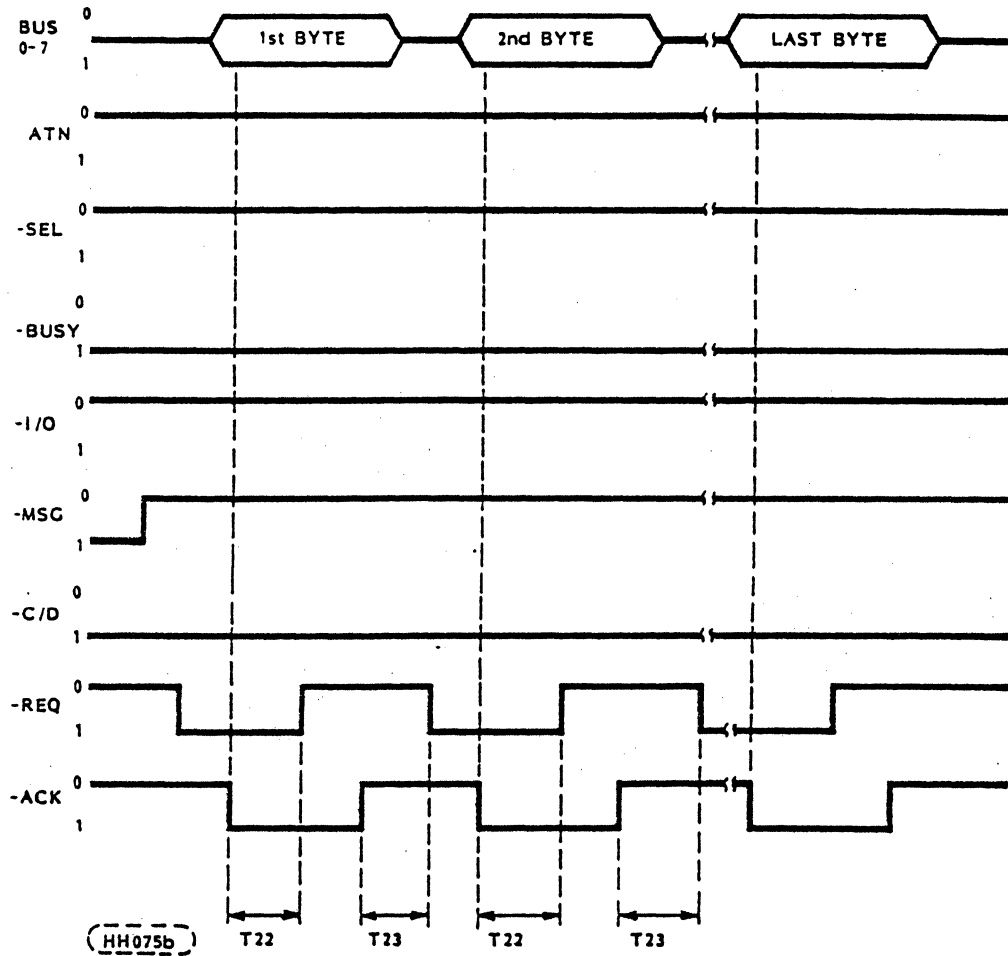 0
BUS
0-7
1
1st BYTE
2nd BYTE
LAST BYTE
0
ATN
1
0
-SEL
1
0
-BUSY
1
0
-I/O
1
0
-MSG
1
0
-C/D
1
0
-REQ
1
0
-ACK
1
T22
T23
T22
T23
HH075b